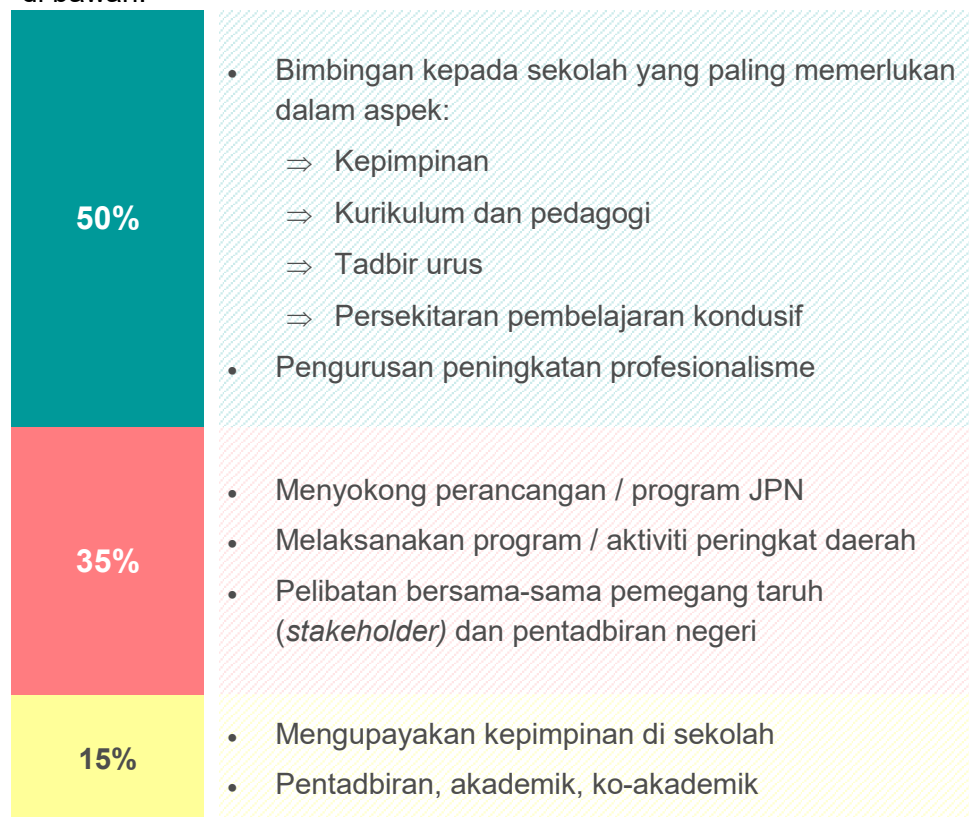 50%
• Bimbingan kepada sekolah yang paling memerlukan
dalam aspek:
⇒ Kepimpinan
⇒ Kurikulum dan pedagogi
⇒ Tadbir urus
⇒ Persekitaran pembelajaran kondusif
• Pengurusan peningkatan profesionalisme
35%
• Menyokong perancangan / program JPN
• Melaksanakan program / aktiviti peringkat daerah
• Pelibatan bersama-sama pemegang taruh
(stakeholder) dan pentadbiran negeri
15%
• Mengupayakan kepimpinan di sekolah
• Pentadbiran, akademik, ko-akademik